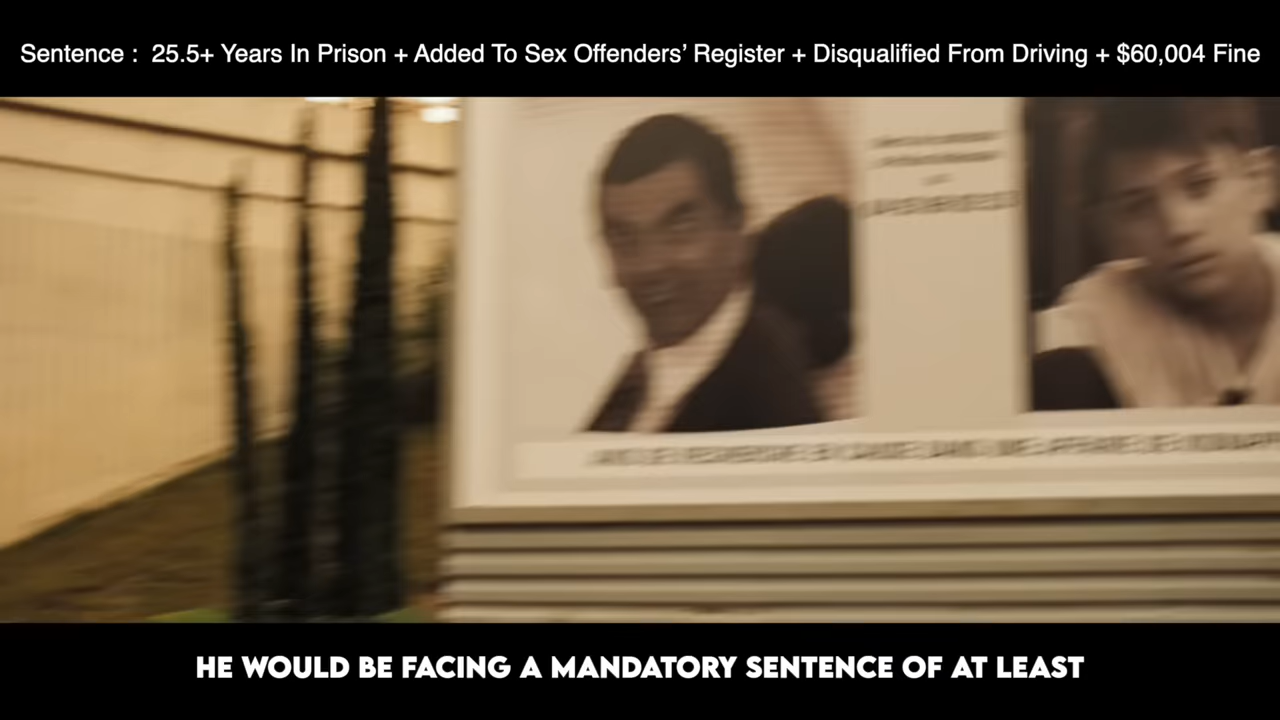 Sentence :  25.5+ Years In Prison + Added To Sex Offenders’ Register + Disqualified From Driving + $60,004 Fine
HE WOULD BE FACING A MANDATORY SENTENCE OF AT LEAST